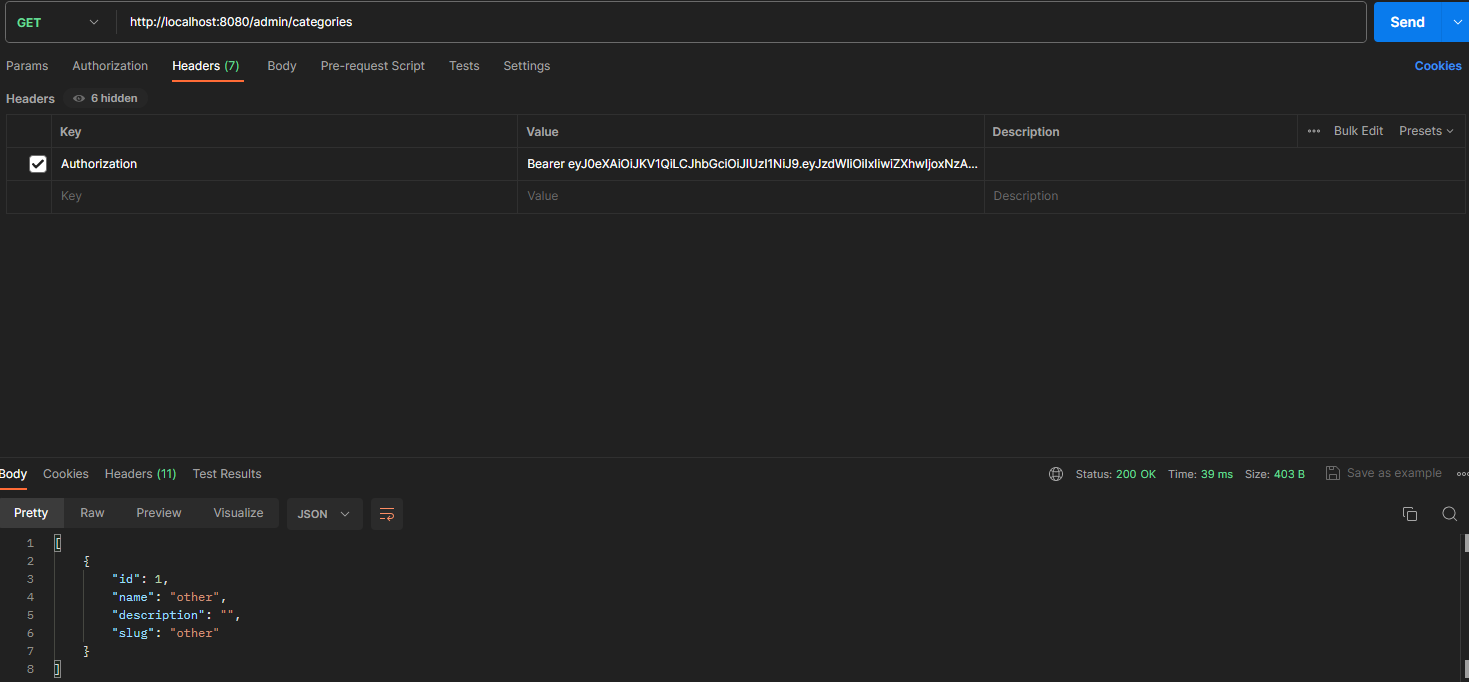 GET http://localhost:8080/admin/categories Send
Params Authorization Headers (7) Body Pre-request Script Tests Settings Cookies
Headers 6 hidden
Key Value Description ••• Bulk Edit Presets
Authorization Bearer eyJ0eXAiOiJKV1QiLCJhbGciOiJIUzI1NiJ9.eyJzdWIiOiIxIiwiZXhwIjoxNzA...
Key Value Description
Body Cookies Headers (11) Test Results Status: 200 OK Time: 39 ms Size: 403 B Save as example
Pretty Raw Preview Visualize JSON
1 [
2 {
3 "id": 1,
4 "name": "other",
5 "description": "",
6 "slug": "other"
7 }
8 ]